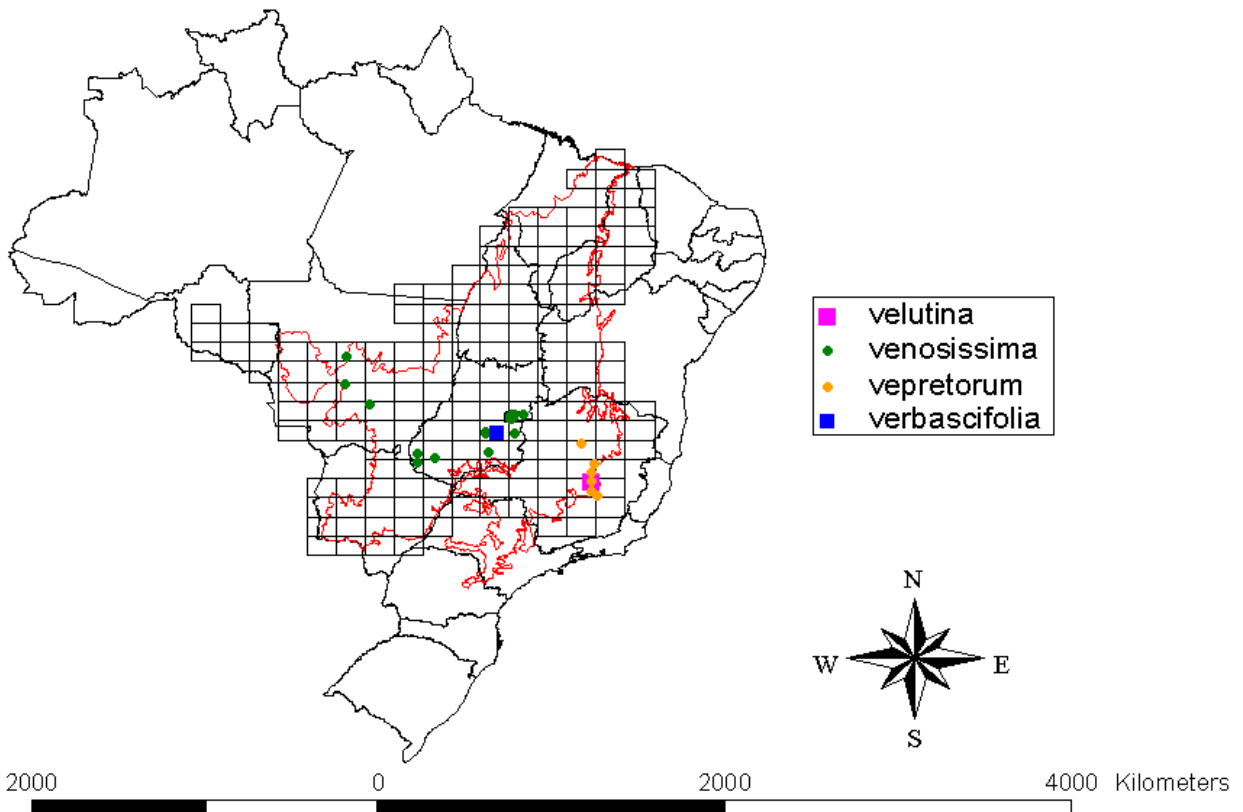 velutina
venosissima
vepretorum
verbascifolia
N
W E
S
2000 0 2000 4000 Kilometers